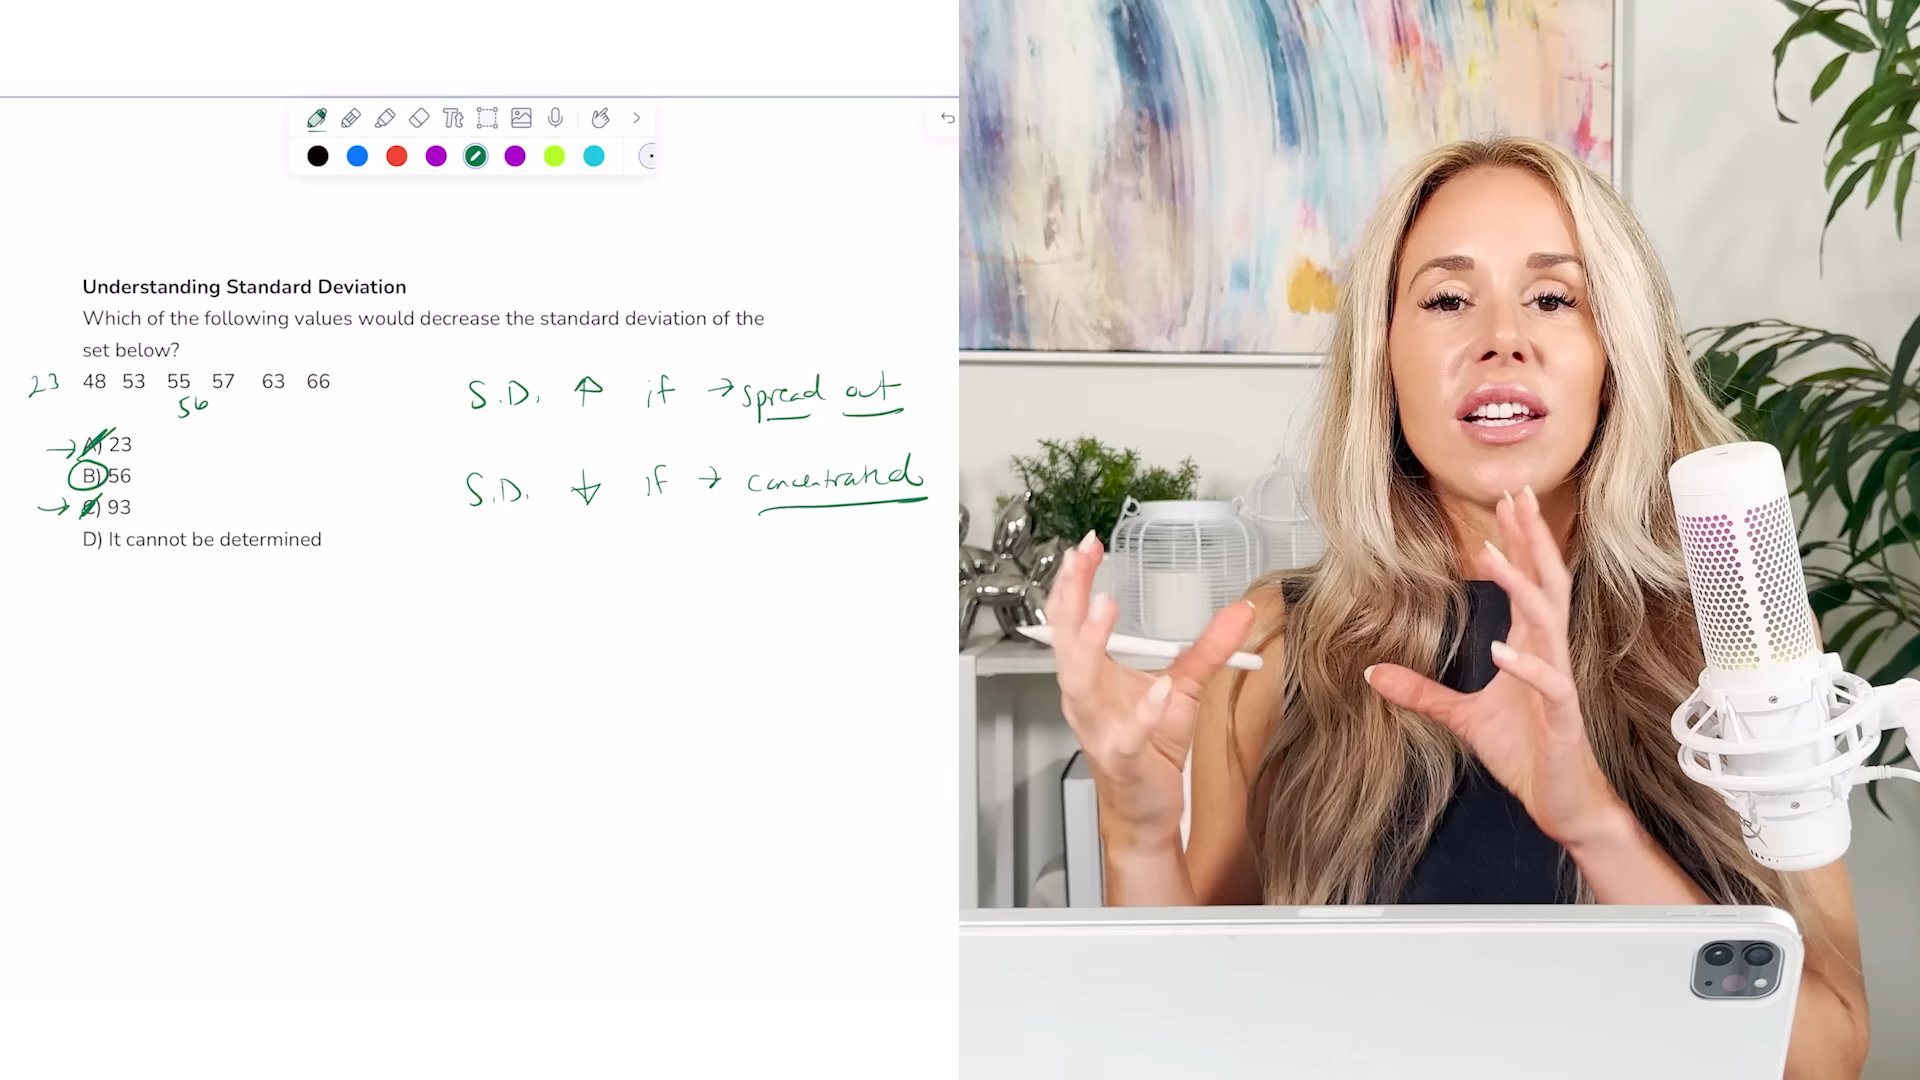 Tt
Understanding Standard Deviation
Which of the following values would decrease the standard deviation of the
set below?
23 48 53 55 57 63 66
56
S.D. ↑ if → spread out
→ A) 23
B) 56
S.D. ↓ if → concentrated
→ C) 93
D) It cannot be determined